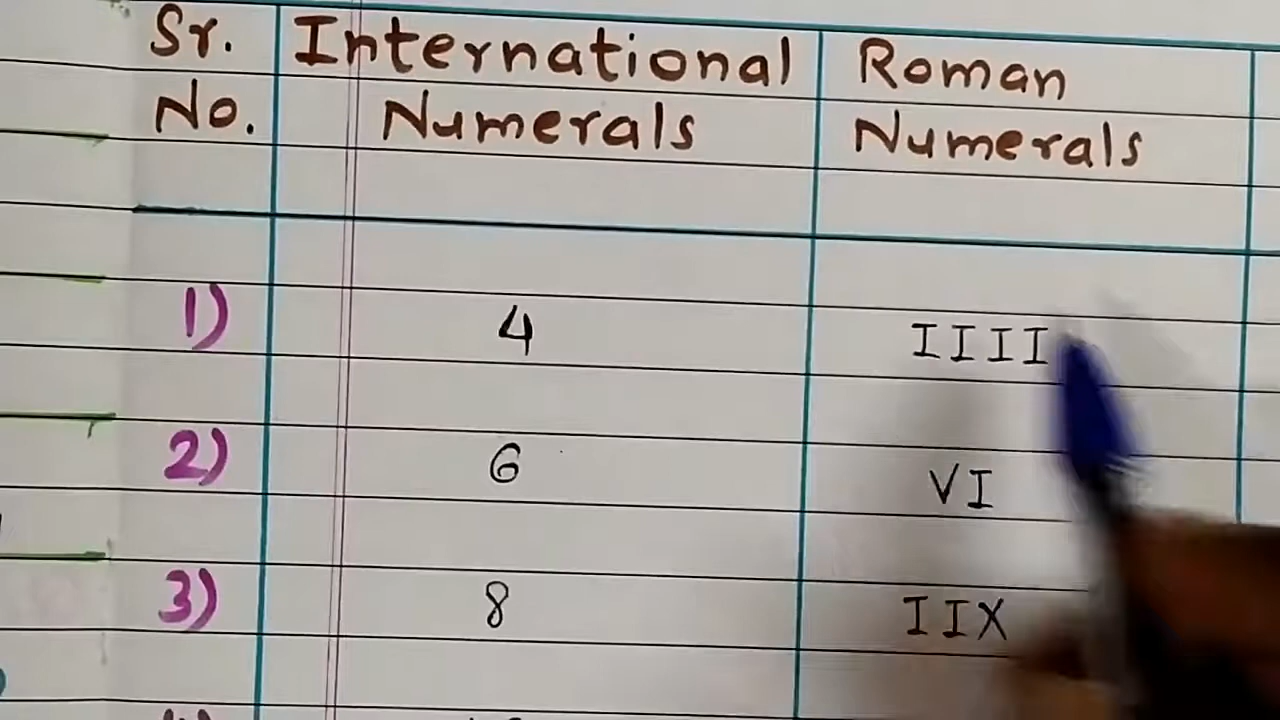 Sr. International Roman
No. Numerals Numerals
1) 4 IIII
2) 6 VI
3) 8 IIX